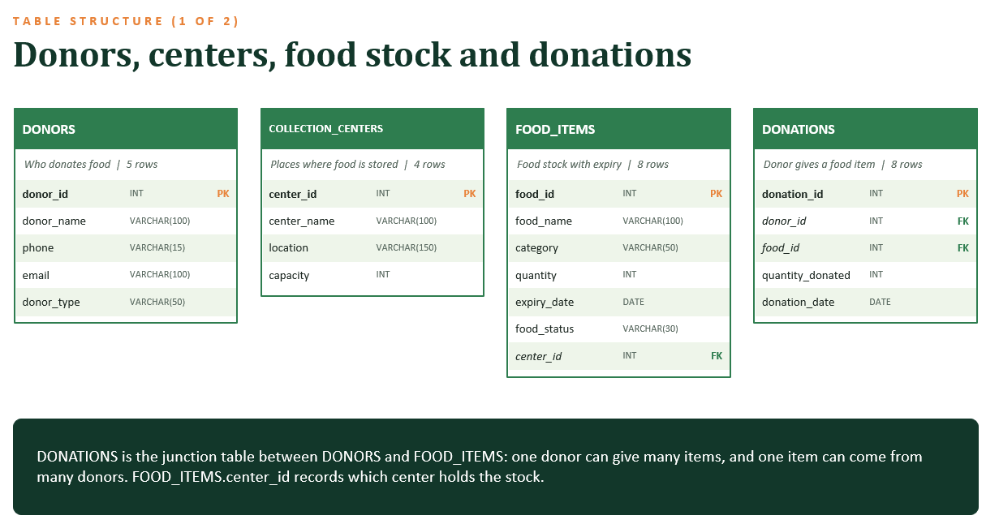 TABLE STRUCTURE (1 OF 2)
Donors, centers, food stock and donations
DONORS
Who donates food | 5 rows
donor_id INT PK
donor_name VARCHAR(100)
phone VARCHAR(15)
email VARCHAR(100)
donor_type VARCHAR(50)
COLLECTION_CENTERS
Places where food is stored | 4 rows
center_id INT PK
center_name VARCHAR(100)
location VARCHAR(150)
capacity INT
FOOD_ITEMS
Food stock with expiry | 8 rows
food_id INT PK
food_name VARCHAR(100)
category VARCHAR(50)
quantity INT
expiry_date DATE
food_status VARCHAR(30)
center_id INT FK
DONATIONS
Donor gives a food item | 8 rows
donation_id INT PK
donor_id INT FK
food_id INT FK
quantity_donated INT
donation_date DATE
DONATIONS is the junction table between DONORS and FOOD_ITEMS: one donor can give many items, and one item can come from
many donors. FOOD_ITEMS.center_id records which center holds the stock.